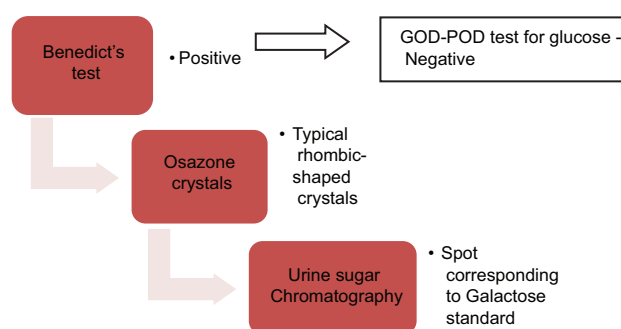 Benedict's
test
• Positive
GOD-POD test for glucose -
Negative
Osazone
crystals
• Typical
rhombic-
shaped
crystals
Urine sugar
Chromatography
• Spot
corresponding
to Galactose
standard